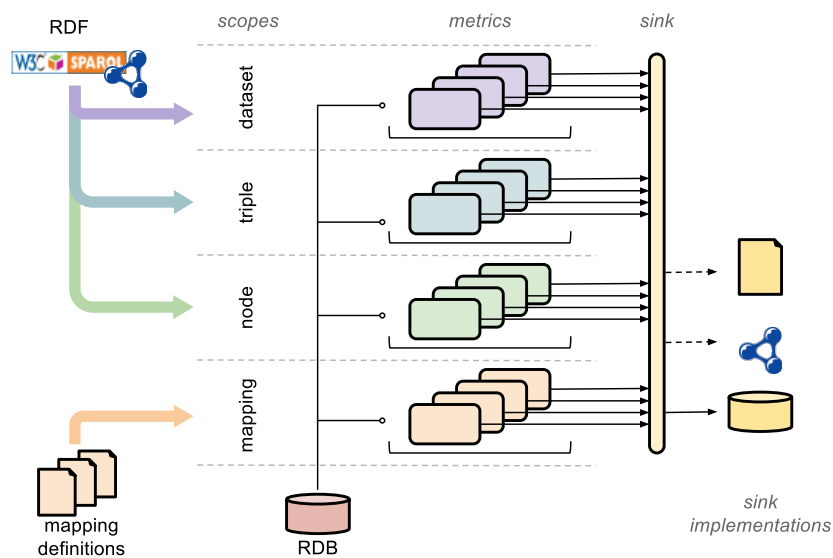 RDF
scopes
metrics
sink
W3C SPARQL
dataset
triple
node
mapping
mapping
definitions
RDB
sink
implementations